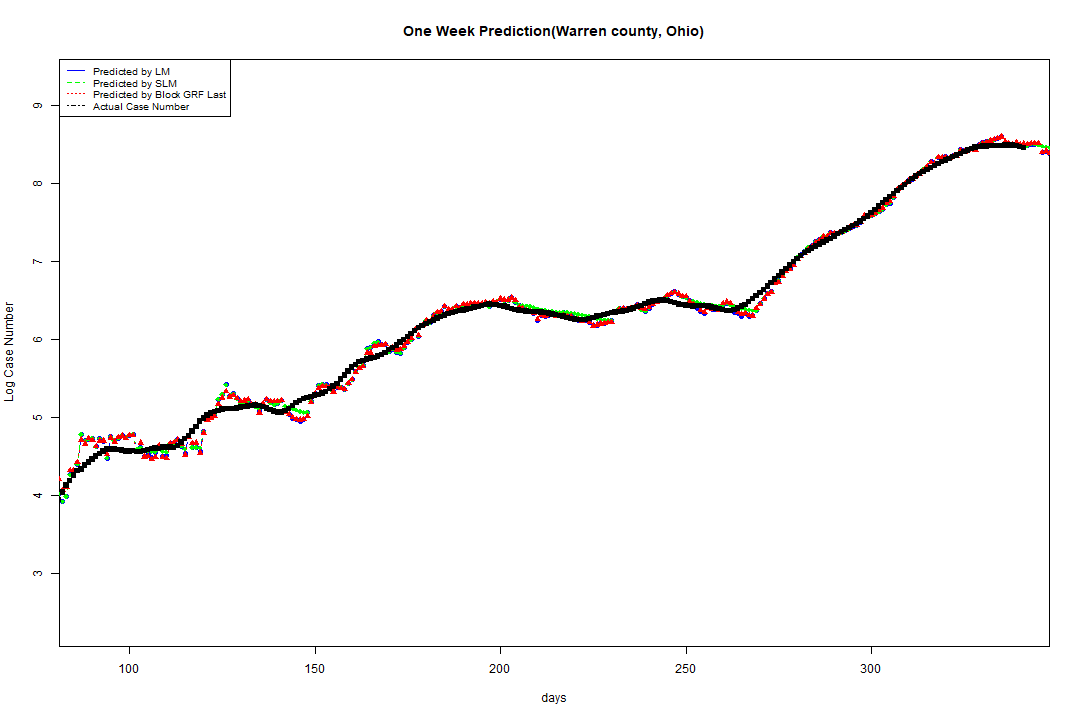 One Week Prediction(Warren county, Ohio)
Predicted by LM
Predicted by SLM
Predicted by Block GRF Last
Actual Case Number
9
8
7
6
5
4
3
Log Case Number
100 150 200 250 300
days